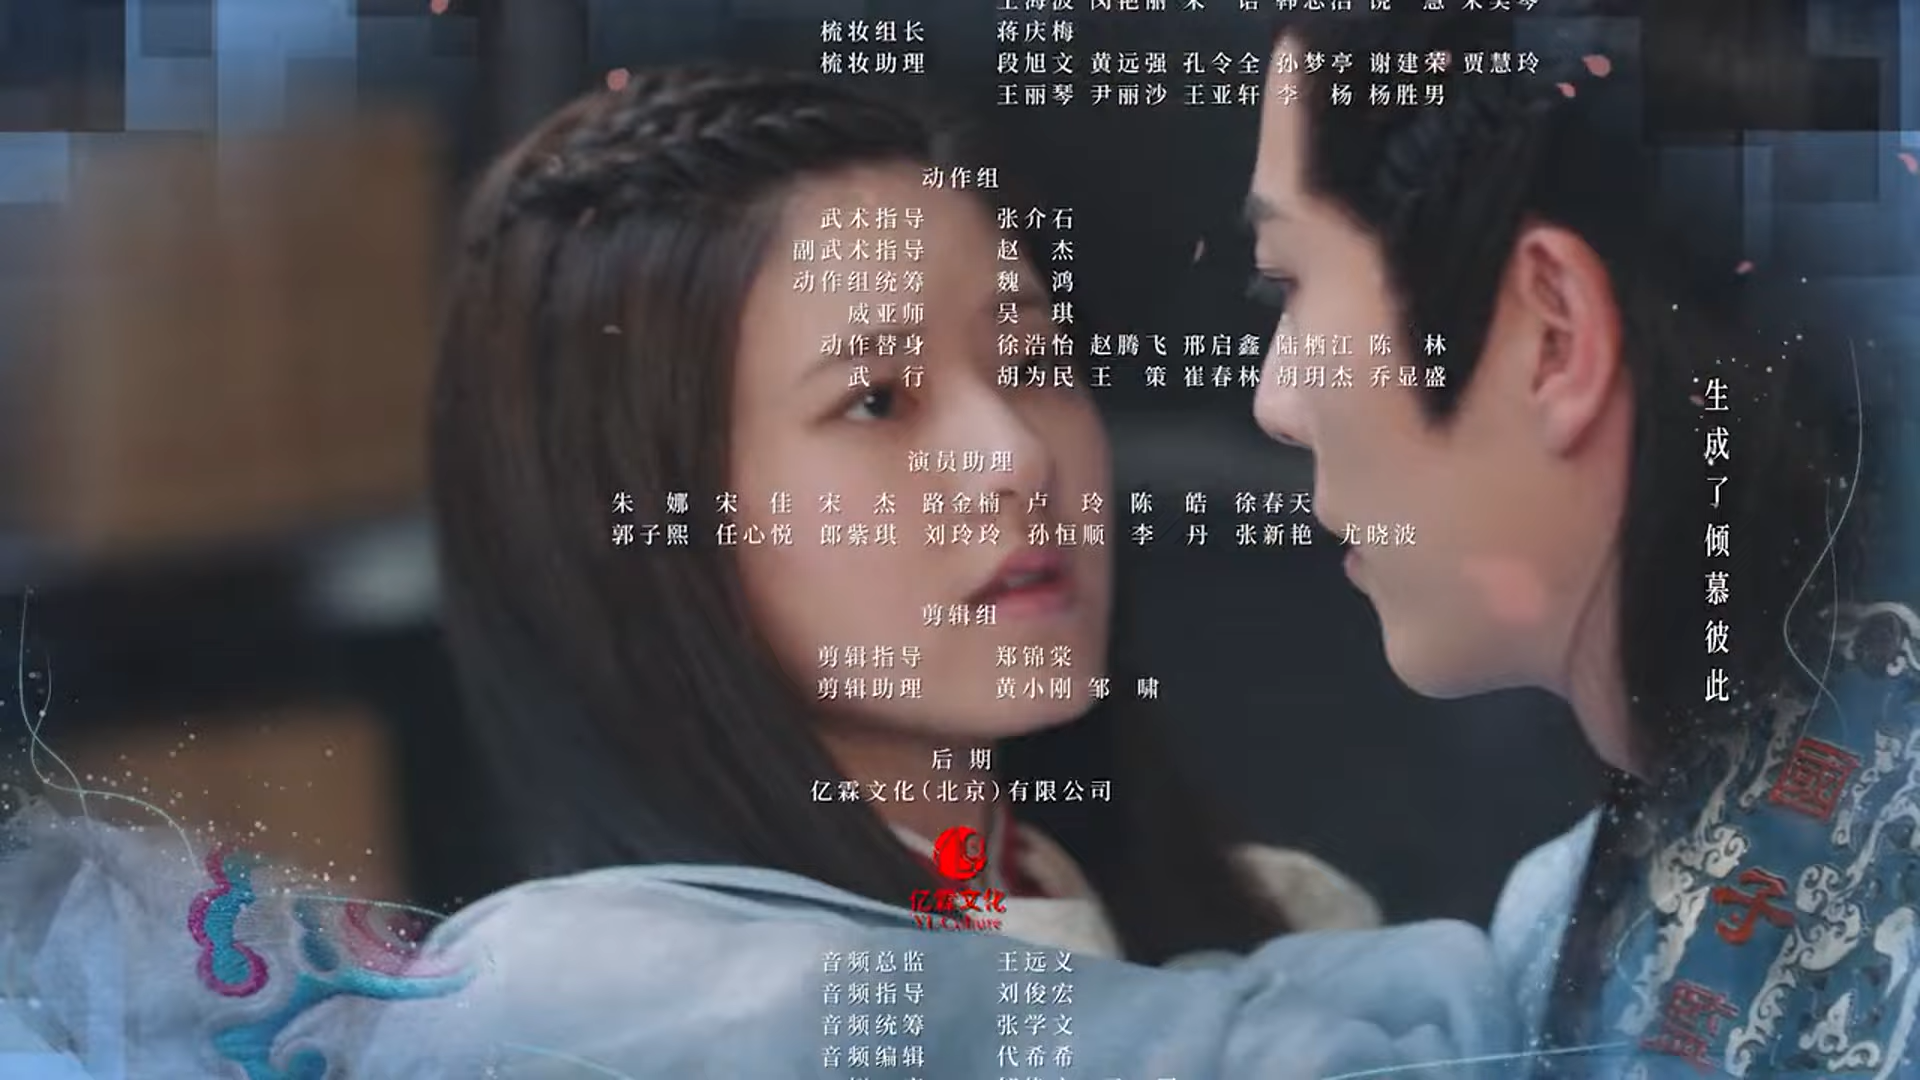 梳妆组长 蒋庆梅
梳妆助理 段旭文 黄远强 孔令全 孙梦亭 谢建荣 贾慧玲
王丽琴 尹丽沙 王亚轩 李 杨 杨胜男
动作组
武术指导 张介石
副武术指导 赵 杰
动作组统筹 魏 鸿
威亚师 吴 琪
动作替身 徐浩怡 赵腾飞 邢启鑫 陆栖江 陈 林
武 行 胡为民 王 策 崔春林 胡玥杰 乔显盛
演员助理
朱 娜 宋 佳 宋 杰 路金楠 卢 玲 陈 皓 徐春天
郭子熙 任心悦 郎紫琪 刘玲玲 孙恒顺 李 丹 张新艳 尤晓波
剪辑组
剪辑指导 郑锦棠
剪辑助理 黄小刚 邹 啸
后 期
亿霖文化(北京)有限公司
亿霖文化
YL Culture
音频总监 王远义
音频指导 刘俊宏
音频统筹 张学文
音频编辑 代希希
生成了倾慕彼此
國子監